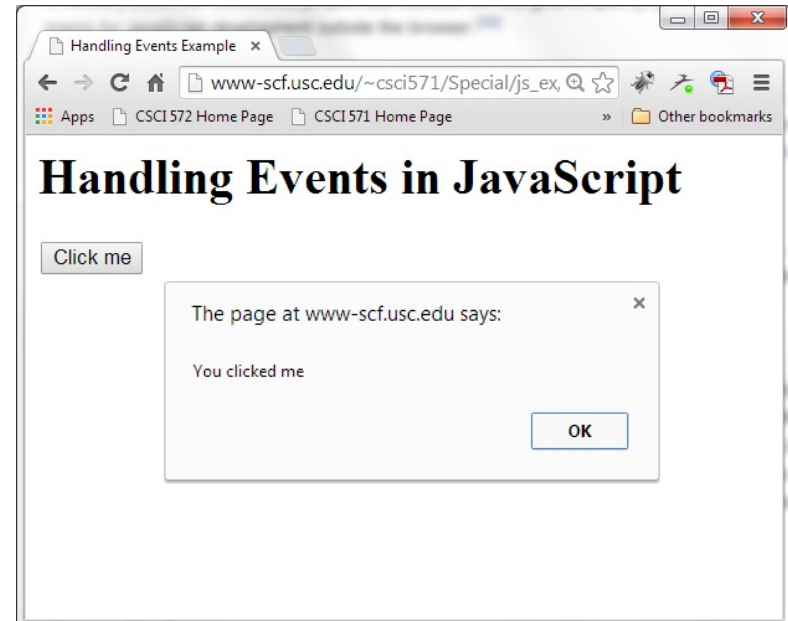 Handling Events Example
www-scf.usc.edu/~csci571/Special/js_ex
Apps CSCI 572 Home Page CSCI 571 Home Page » Other bookmarks
Handling Events in JavaScript
Click me
The page at www-scf.usc.edu says:
You clicked me
OK